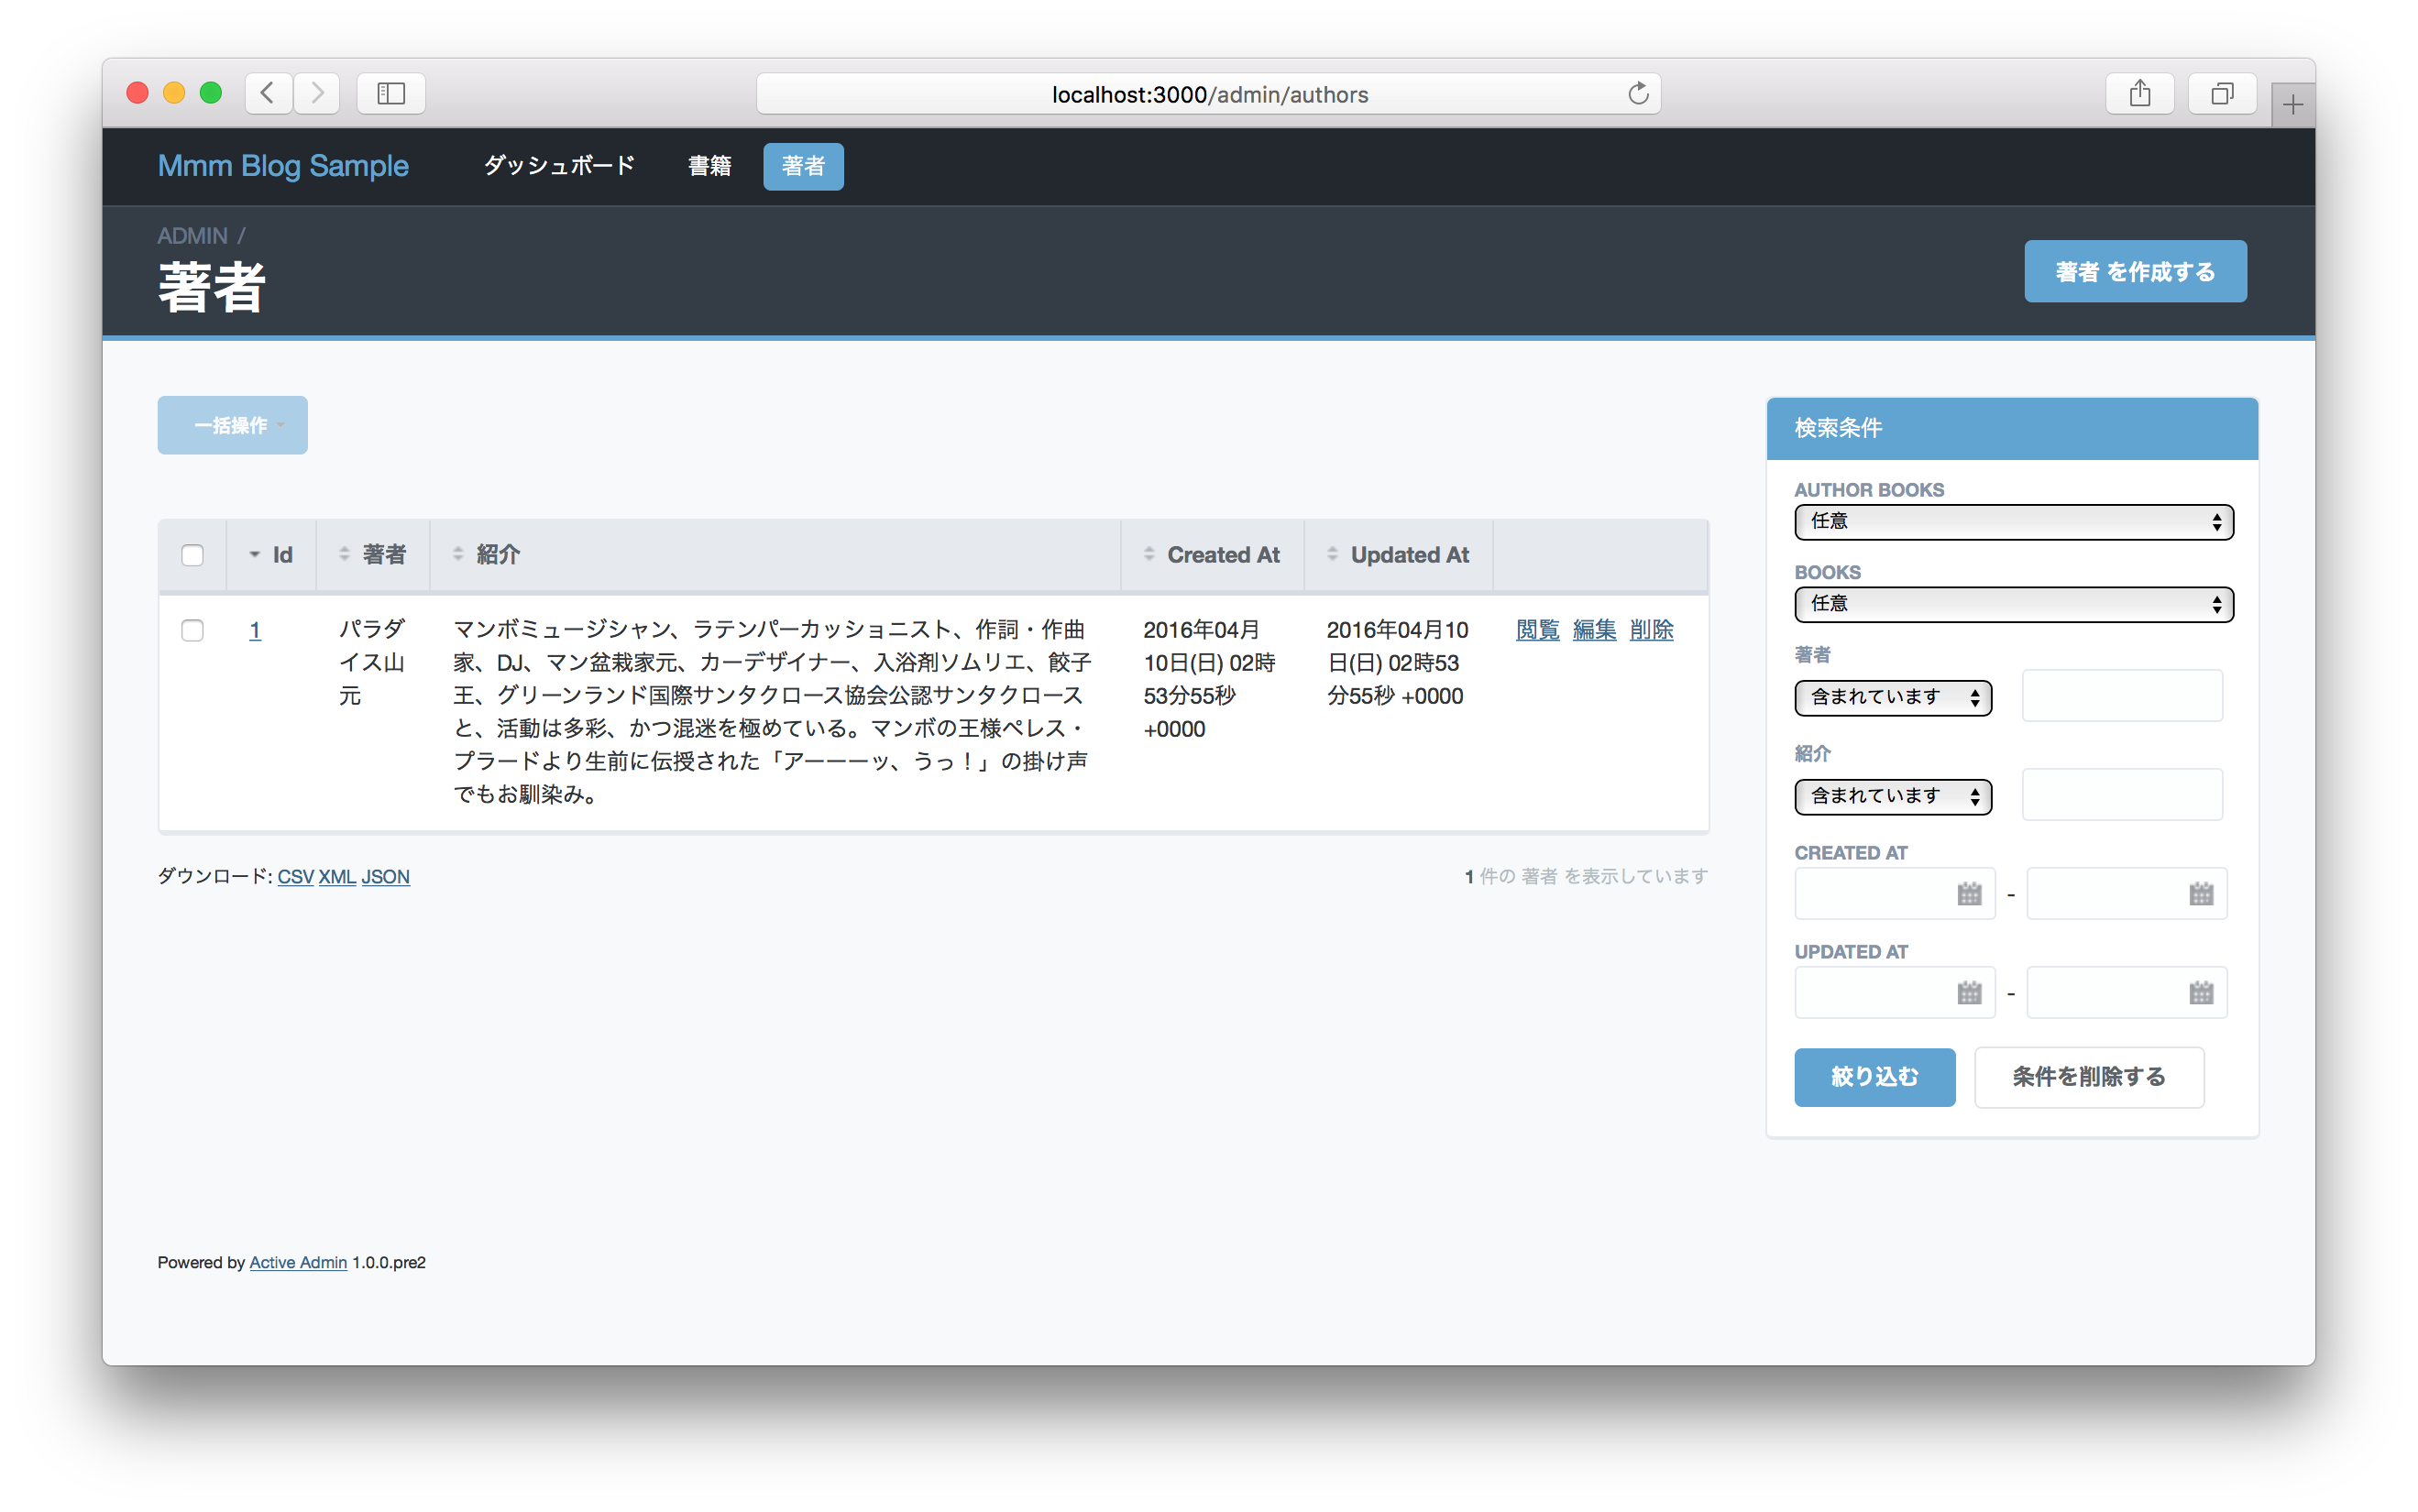 localhost:3000/admin/authors
Mmm Blog Sample ダッシュボード 書籍 著者
ADMIN /
著者
著者 を作成する
一括操作
Id 著者 紹介 Created At Updated At
1
パラダ
イス山
元
マンボミュージシャン、ラテンパーカッショニスト、作詞・作曲
家、DJ、マン盆栽家元、カーデザイナー、入浴剤ソムリエ、餃子
王、グリーンランド国際サンタクロース協会公認サンタクロース
と、活動は多彩、かつ混迷を極めている。マンボの王様ペレス・
プラードより生前に伝授された「アーーーッ、うっ！」の掛け声
でもお馴染み。
2016年04月
10日(日) 02時
53分55秒
+0000
2016年04月10
日(日) 02時53
分55秒 +0000
閲覧 編集 削除
ダウンロード: CSV XML JSON
1 件の 著者 を表示しています
検索条件
AUTHOR BOOKS
任意
BOOKS
任意
著者
含まれています
紹介
含まれています
CREATED AT
-
UPDATED AT
-
絞り込む 条件を削除する
Powered by Active Admin 1.0.0.pre2